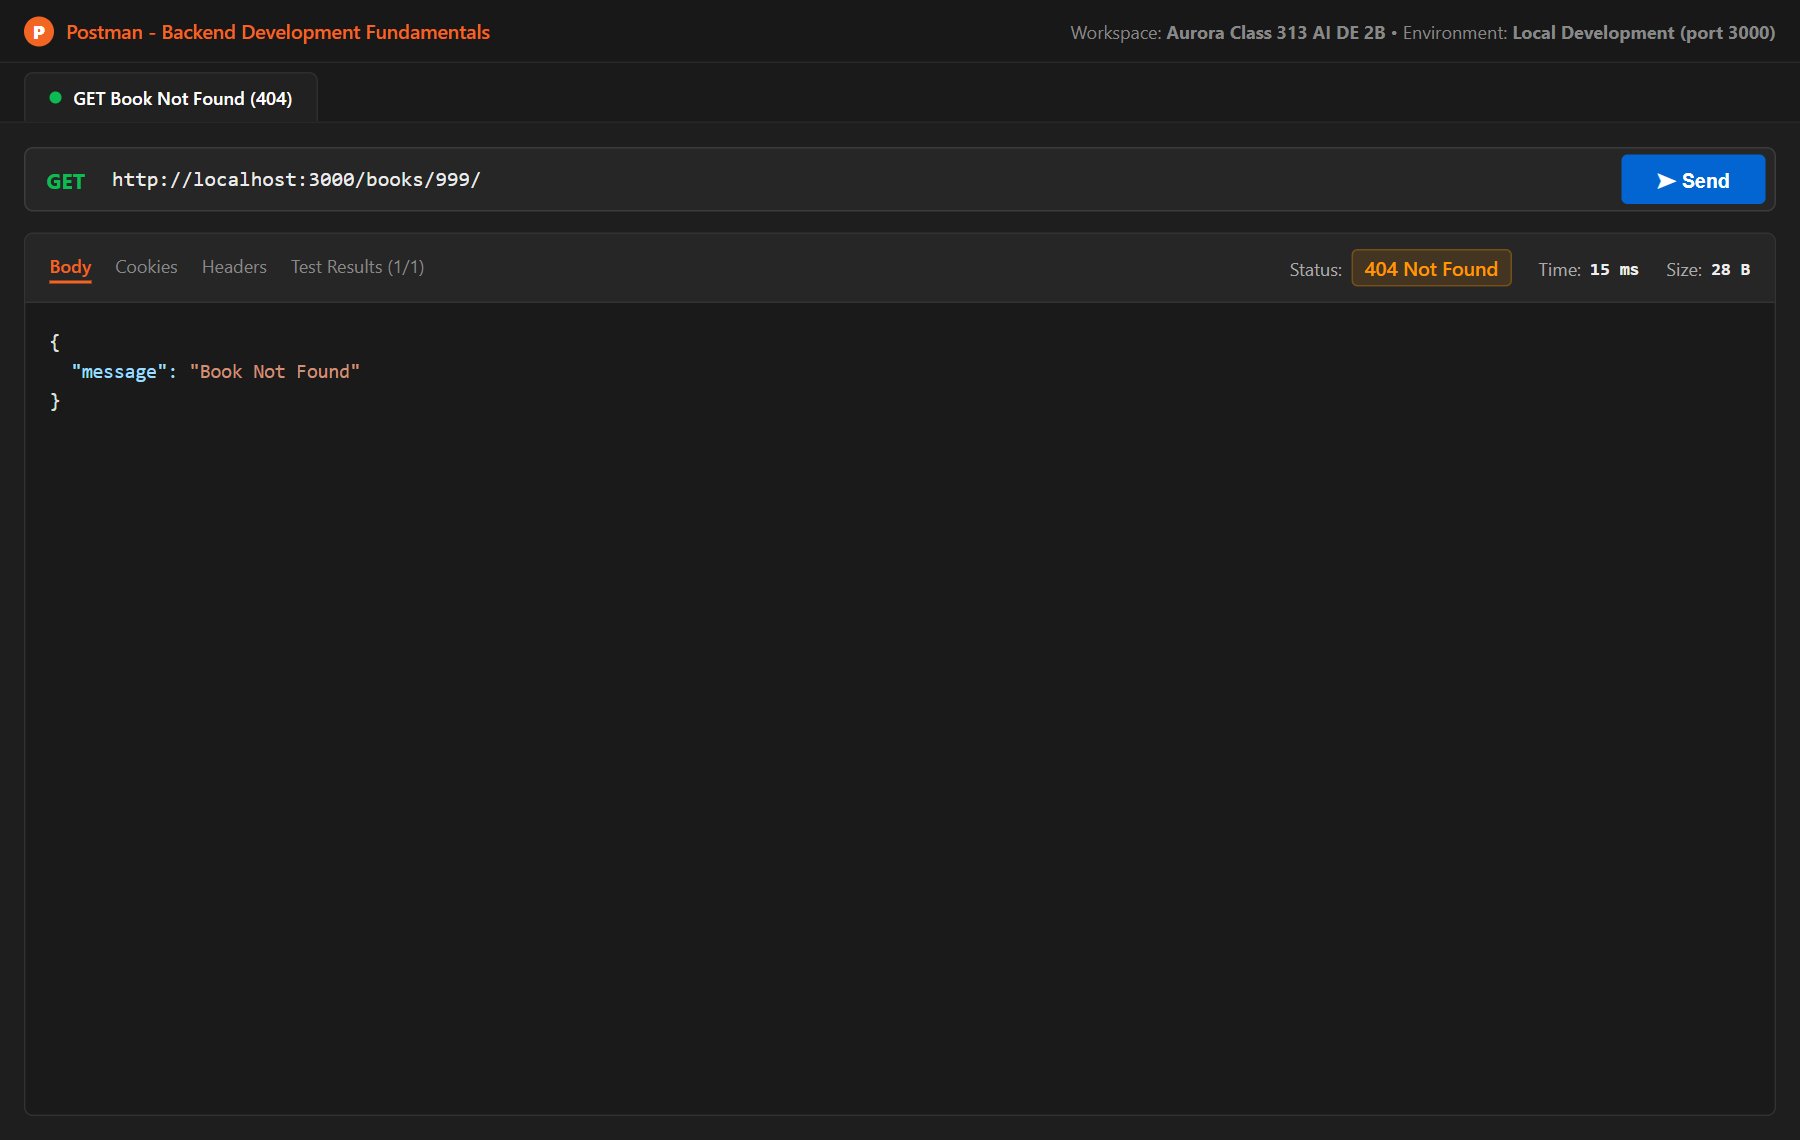 P Postman - Backend Development Fundamentals
Workspace: Aurora Class 313 AI DE 2B • Environment: Local Development (port 3000)
GET Book Not Found (404)
GET http://localhost:3000/books/999/
➤ Send
Body Cookies Headers Test Results (1/1)
Status: 404 Not Found Time: 15 ms Size: 28 B
{
"message": "Book Not Found"
}